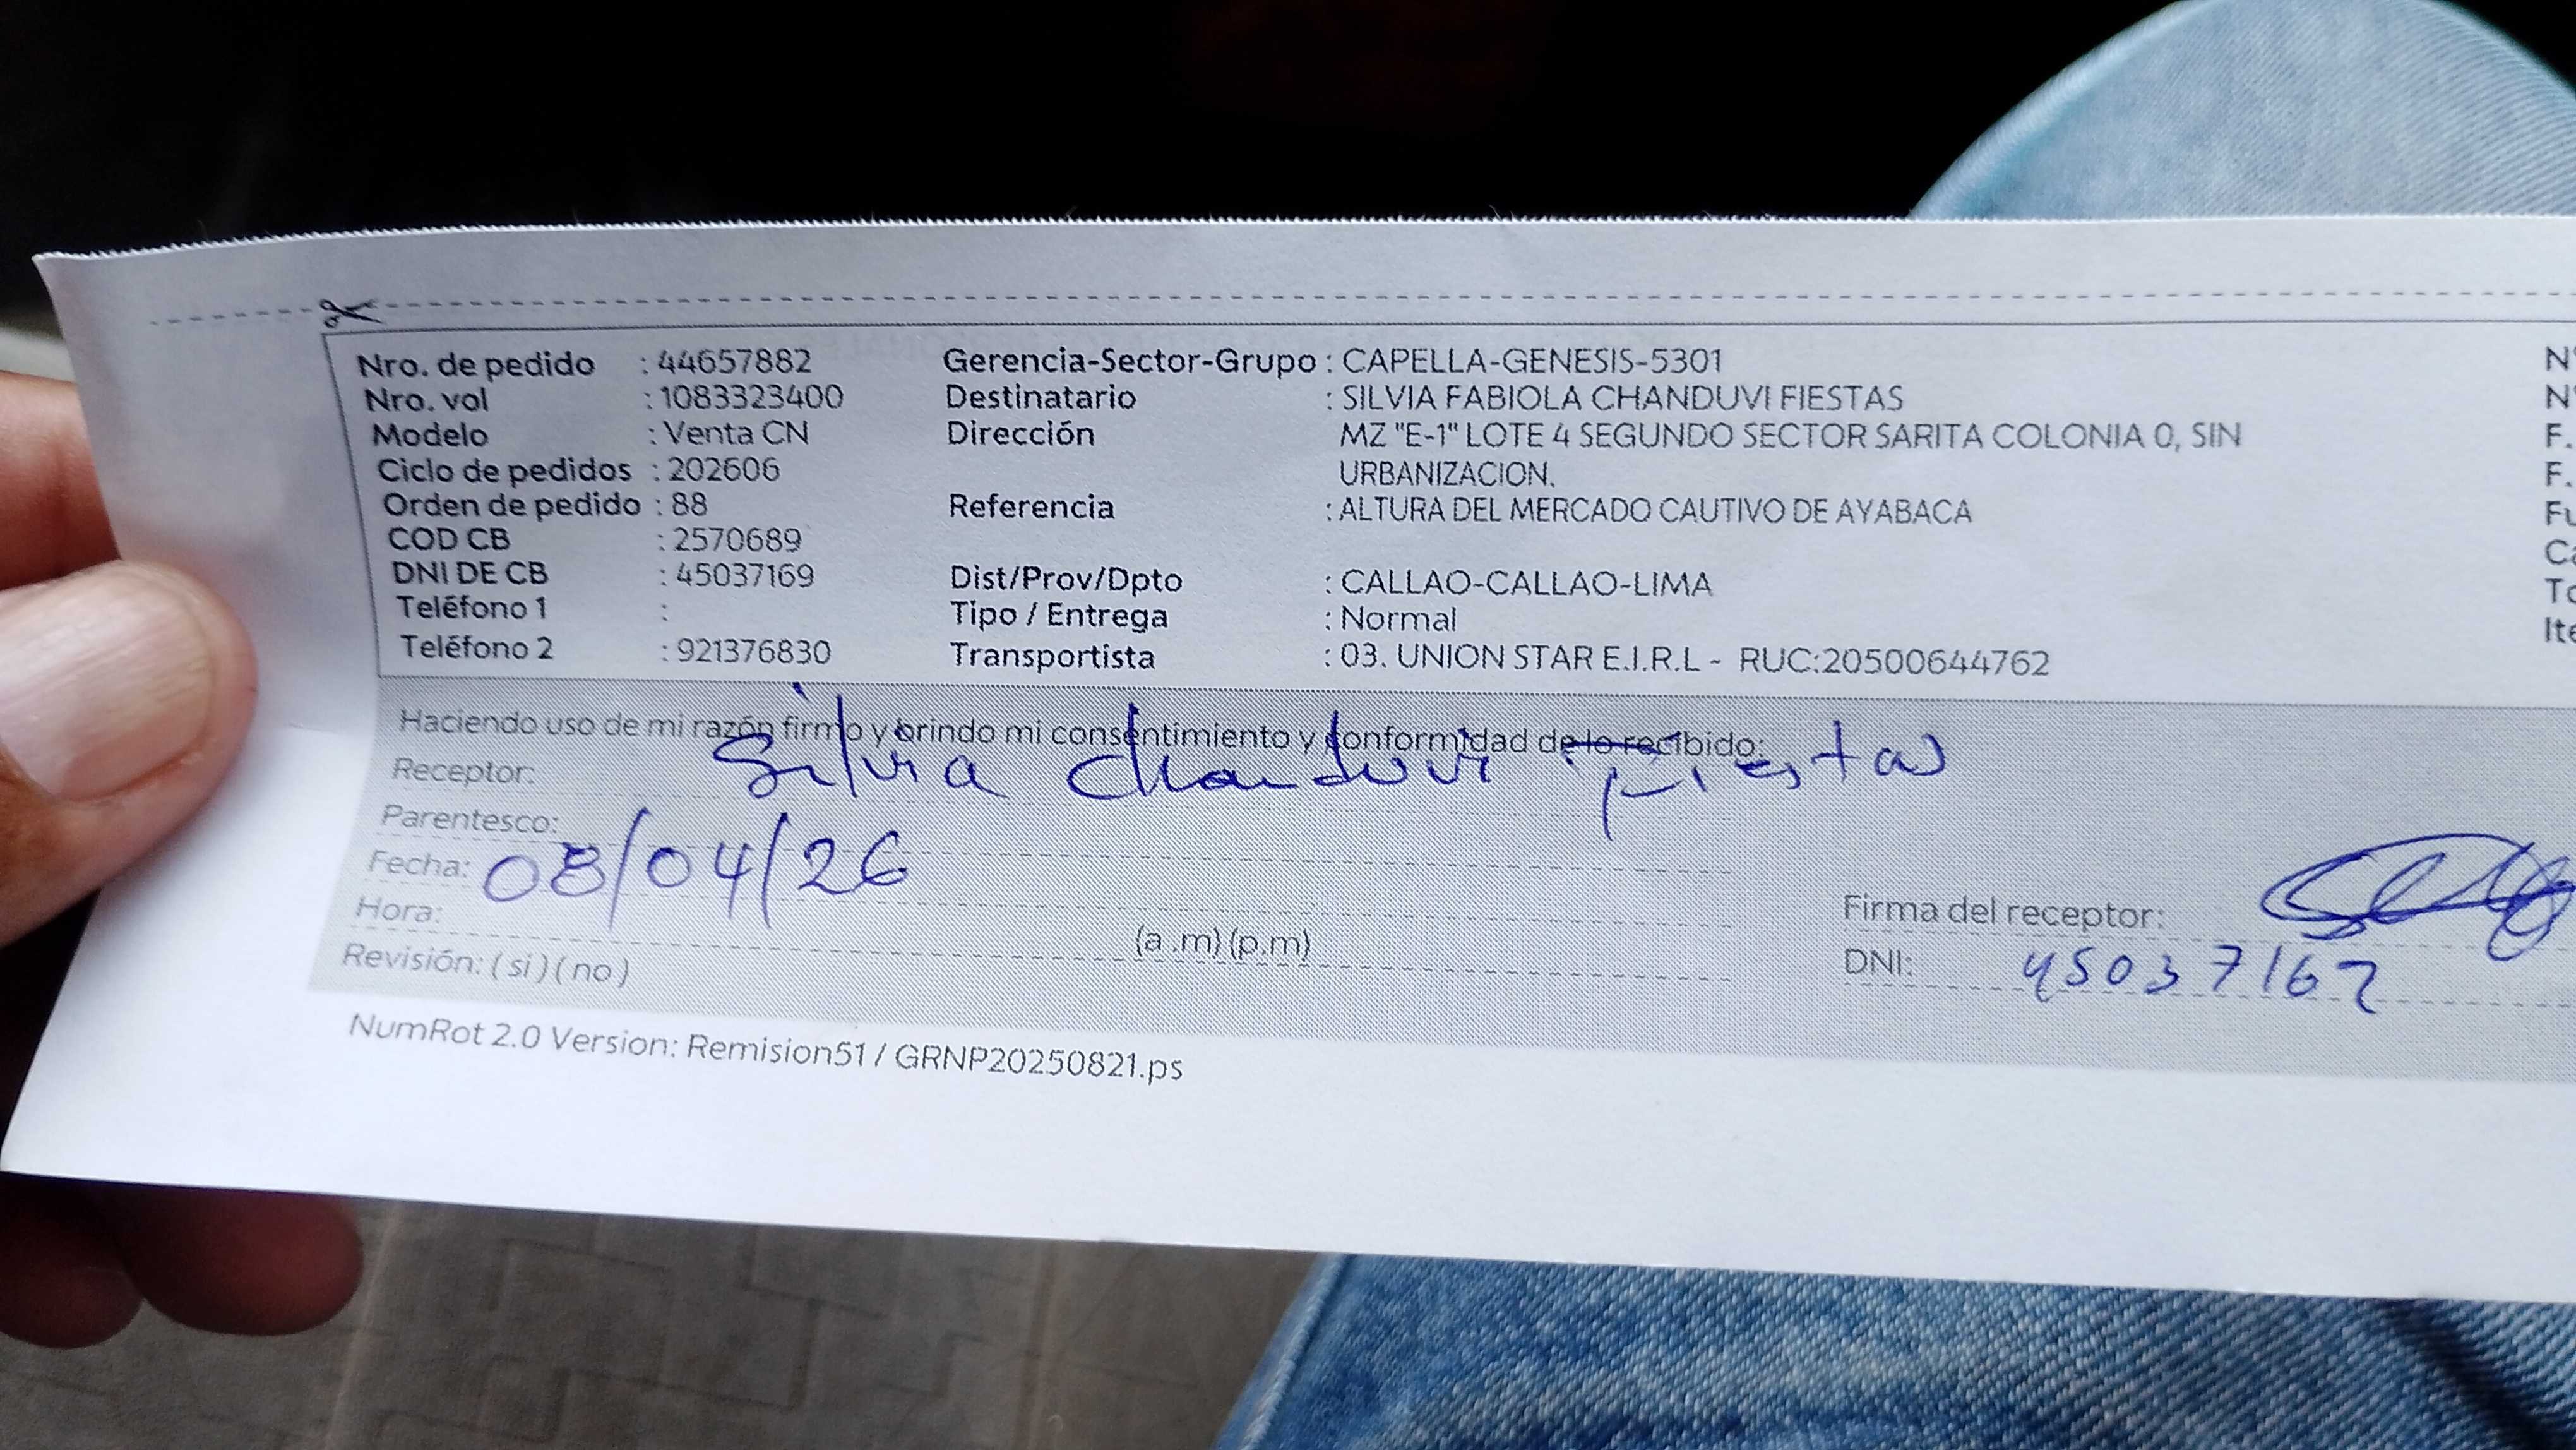 Nro. de pedido : 44657882 Gerencia-Sector-Grupo : CAPELLA-GENESIS-5301 N°
Nro. vol : 1083323400 Destinatario : SILVIA FABIOLA CHANDUVI FIESTAS N°
Modelo : Venta CN Dirección MZ "E-1" LOTE 4 SEGUNDO SECTOR SARITA COLONIA 0, SIN F.
Ciclo de pedidos : 202606 URBANIZACION. F.
Orden de pedido : 88 Referencia : ALTURA DEL MERCADO CAUTIVO DE AYABACA Fu
COD CB : 2570689 Ca
DNI DE CB : 45037169 Dist/Prov/Dpto : CALLAO-CALLAO-LIMA To
Teléfono 1 : Tipo / Entrega : Normal Ite
Teléfono 2 : 921376830 Transportista : 03. UNION STAR E.I.R.L - RUC:20500644762
Haciendo uso de mi razón firmo y brindo mi consentimiento y conformidad de lo recibido:
Receptor: Silvia Chanduvi Fiestas
Parentesco:
Fecha: 08/04/26
Hora: (a .m) (p.m) Firma del receptor:
Revisión: ( si ) ( no ) DNI: 45037169
NumRot 2.0 Version: Remision51 / GRNP20250821.ps